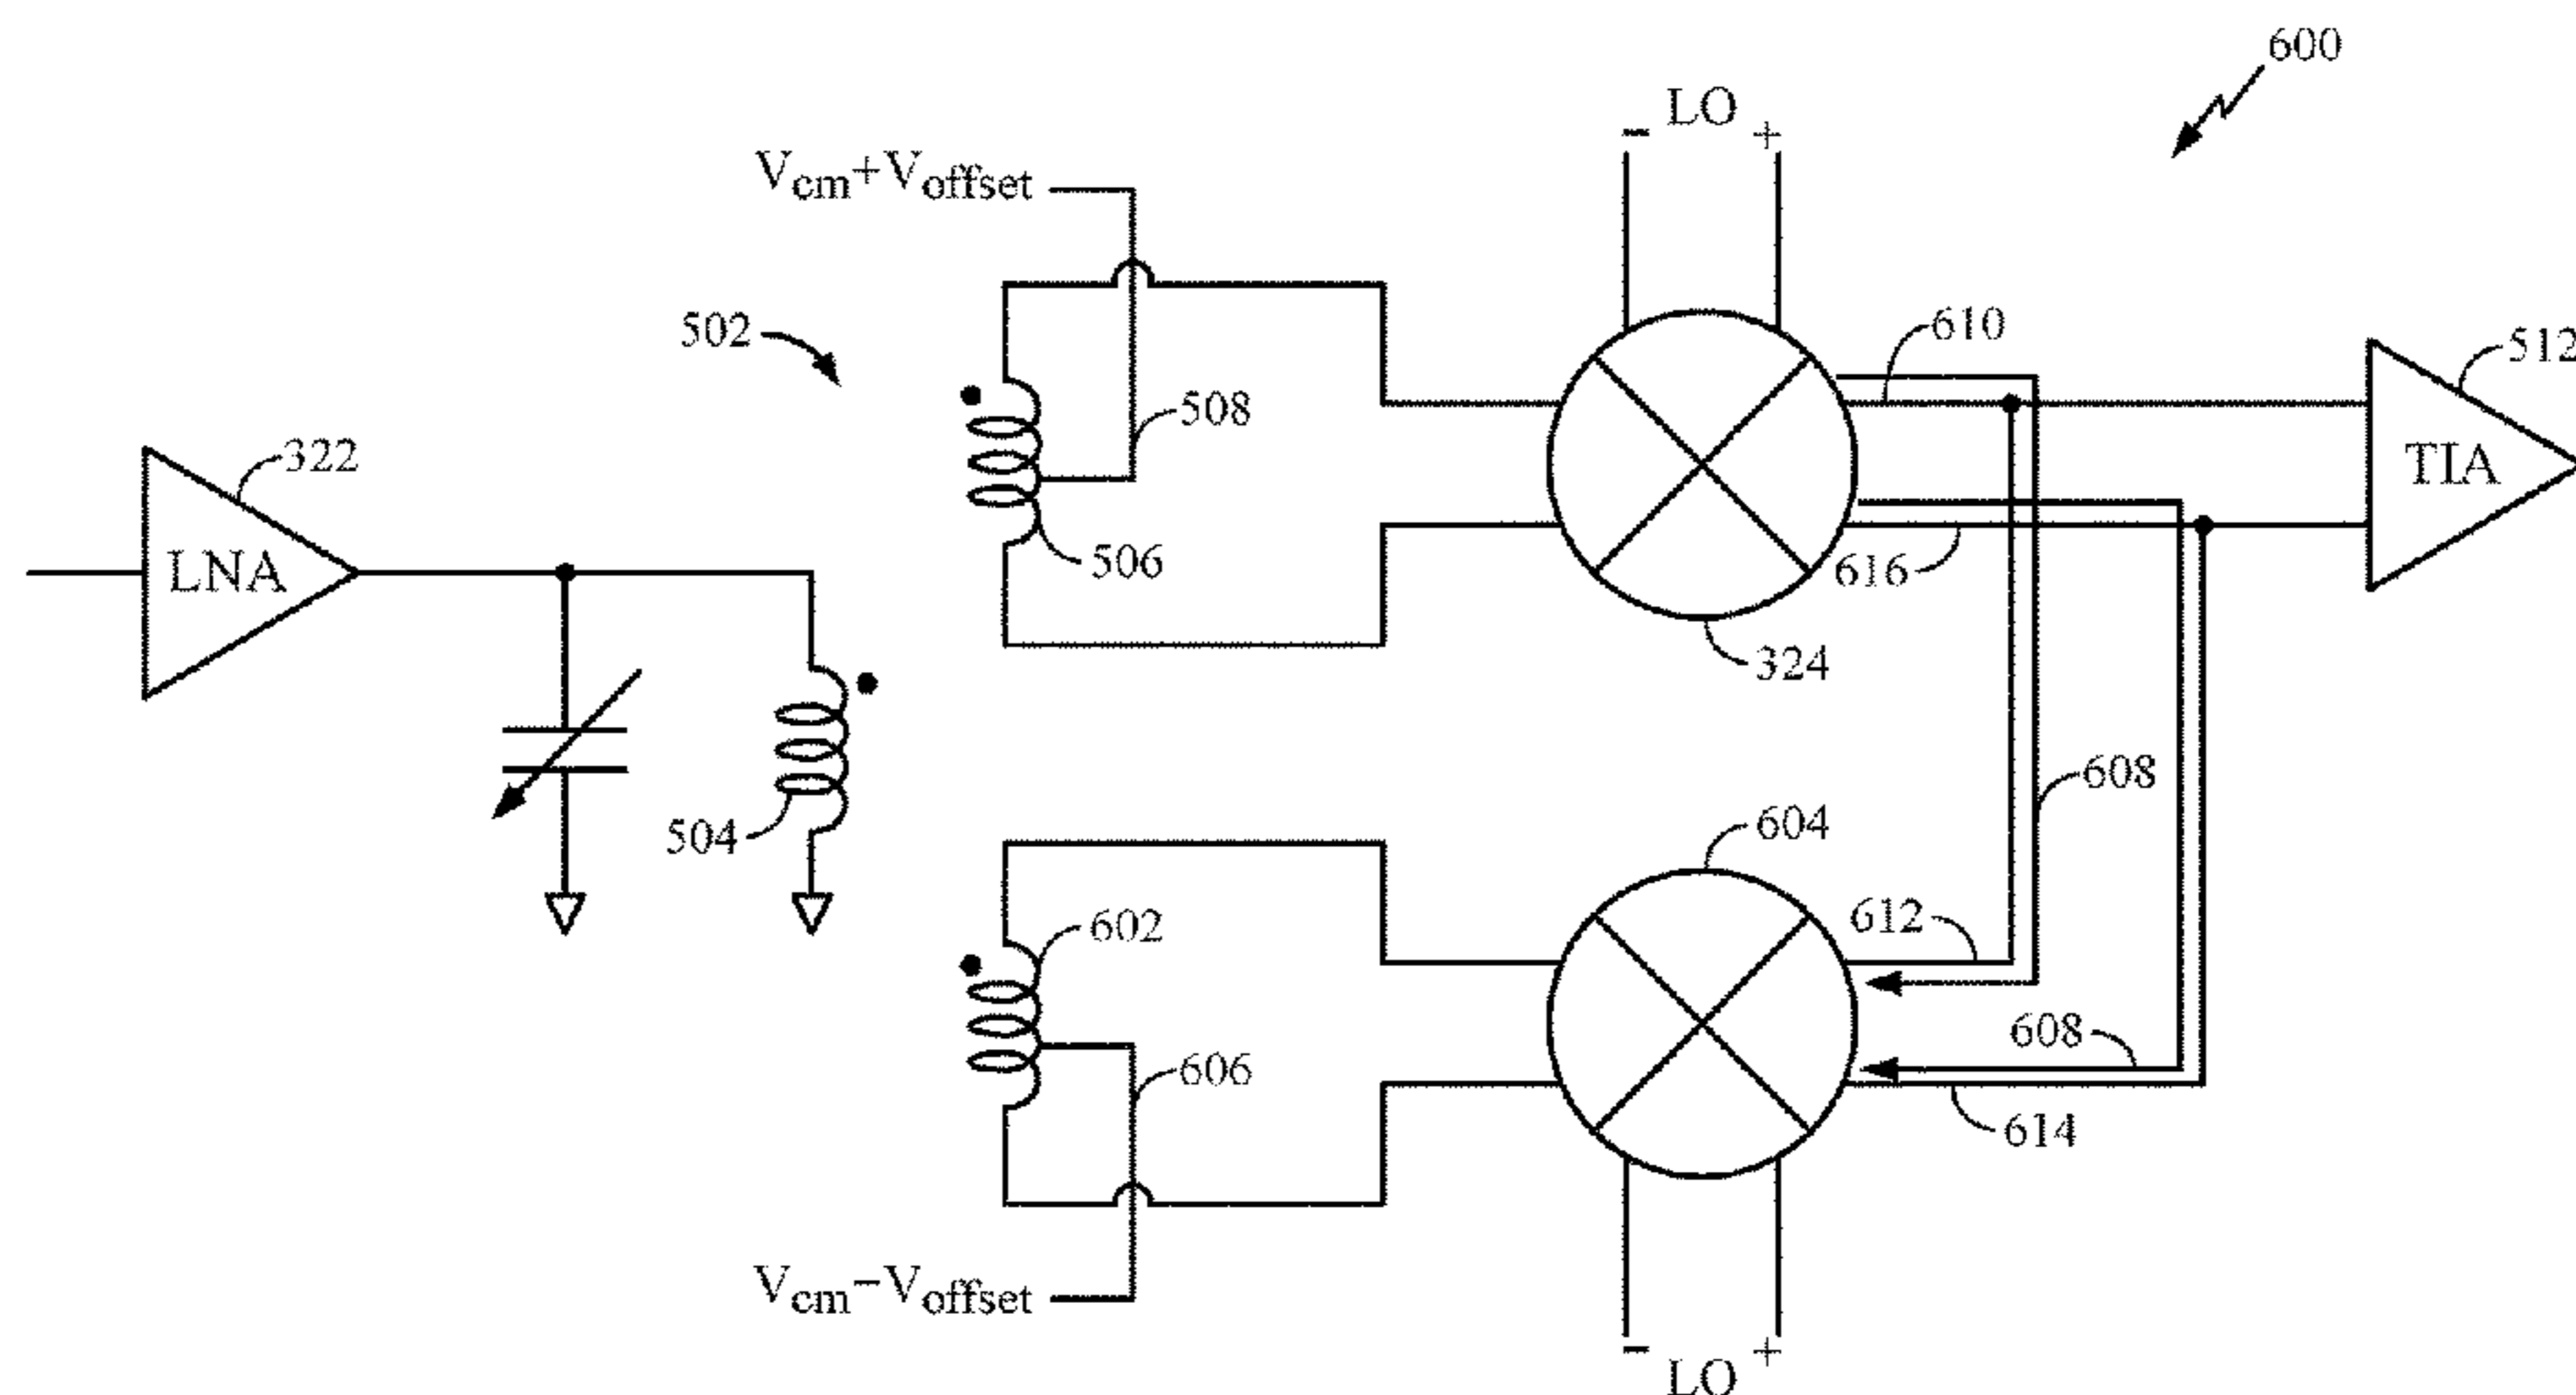 600
- LO +
Vcm+Voffset
502
610
512
508
322
TIA
LNA
506
616
324
608
504
604
602
612
608
606
614
Vcm−Voffset
- LO +